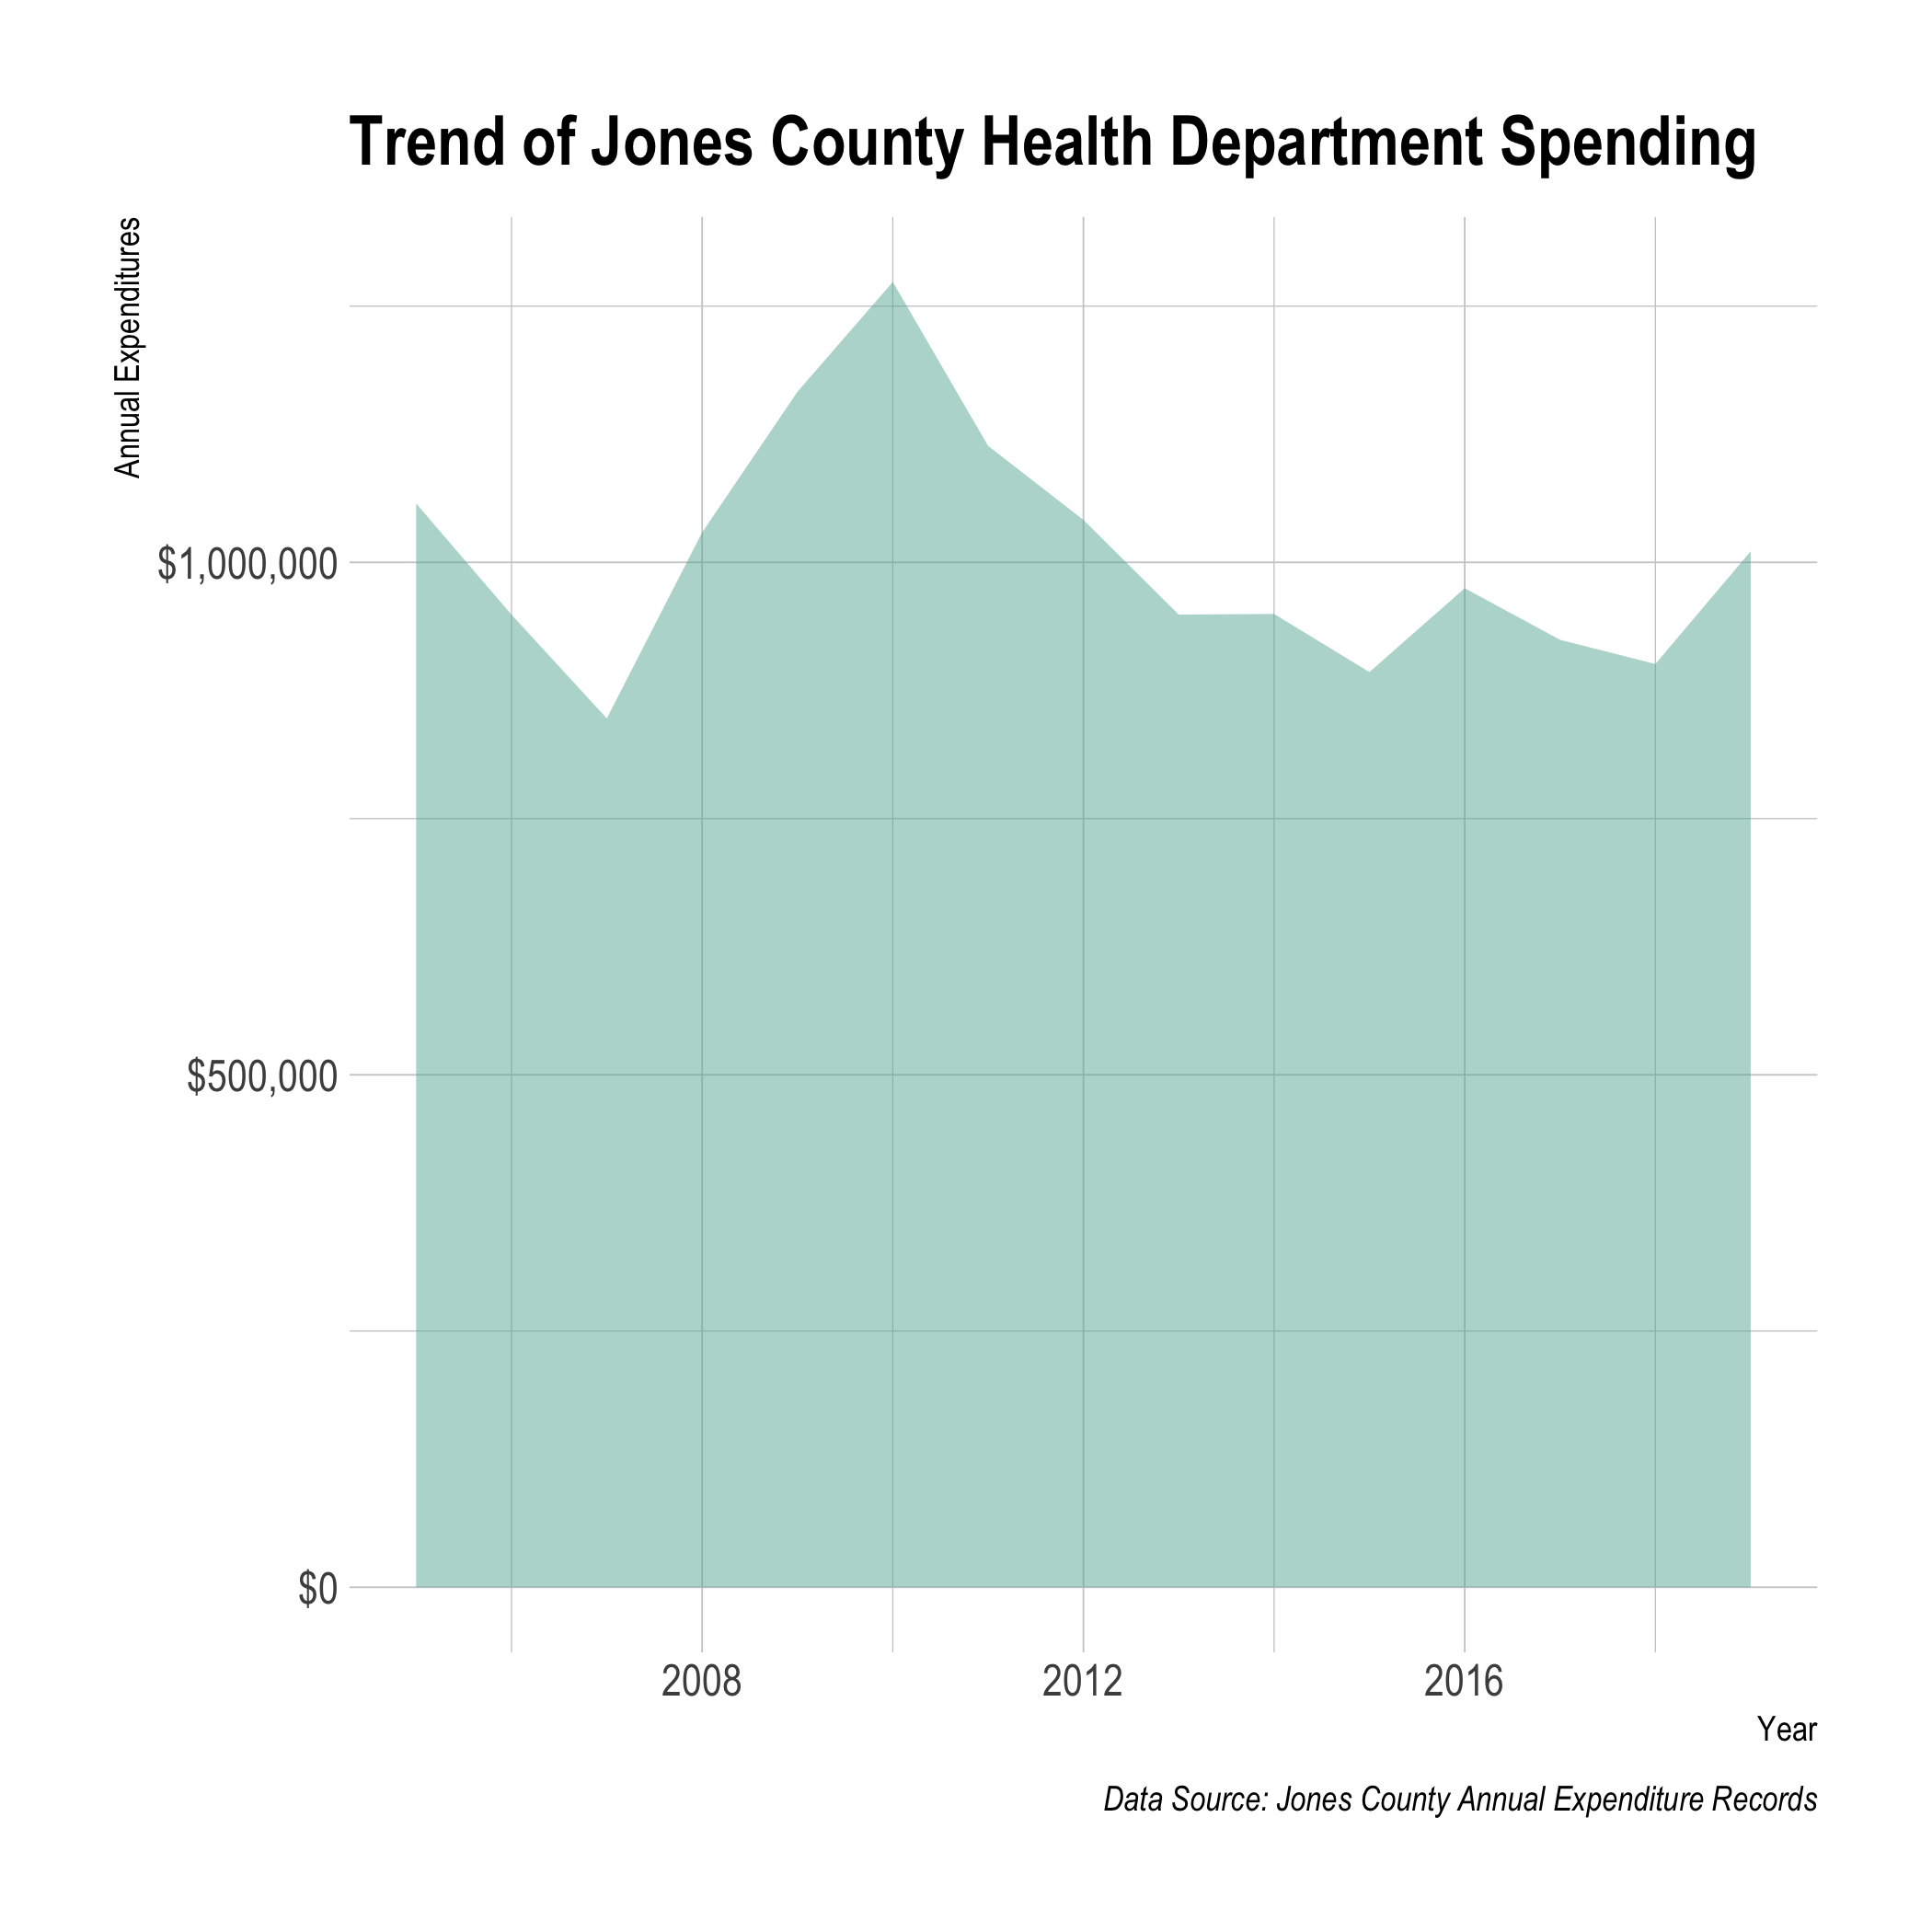 Trend of Jones County Health Department Spending
Annual Expenditures
$1,000,000
$500,000
$0
2008
2012
2016
Year
Data Source: Jones County Annual Expenditure Records